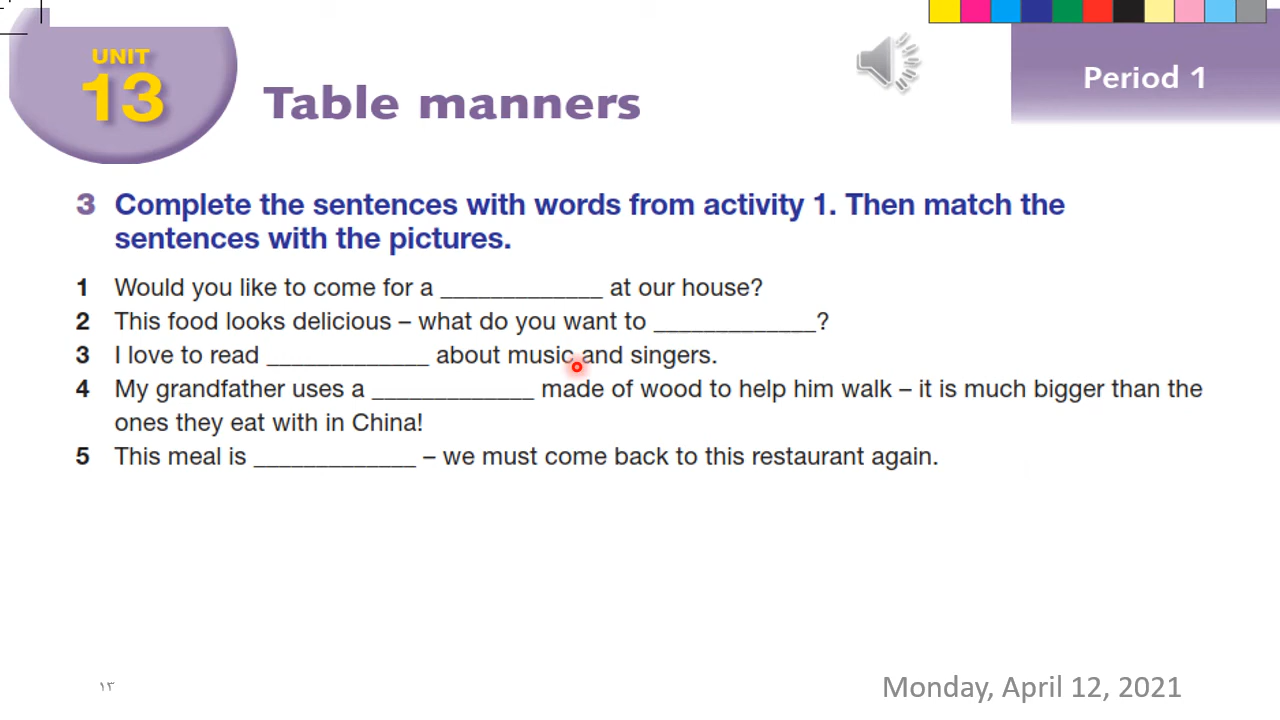 UNIT
13
Table manners
Period 1
3 Complete the sentences with words from activity 1. Then match the
sentences with the pictures.
1 Would you like to come for a _____________ at our house?
2 This food looks delicious – what do you want to _____________?
3 I love to read _____________ about music and singers.
4 My grandfather uses a _____________ made of wood to help him walk – it is much bigger than the
ones they eat with in China!
5 This meal is _____________ – we must come back to this restaurant again.
١٣
Monday, April 12, 2021